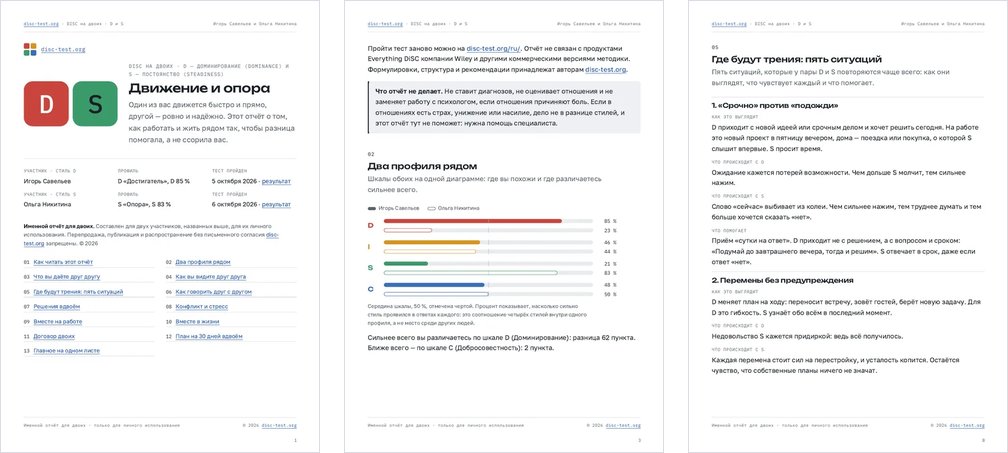 disc-test.org · DISC на двоих · D и S
Игорь Савельев и Ольга Никитина
disc-test.org
DISC НА ДВОИХ · D — ДОМИНИРОВАНИЕ (DOMINANCE) И
S — ПОСТОЯНСТВО (STEADINESS)
D S
Движение и опора
Один из вас движется быстро и прямо,
другой — ровно и надёжно. Этот отчёт о том,
как работать и жить рядом так, чтобы разница
помогала, а не ссорила вас.
УЧАСТНИК · СТИЛЬ D
ПРОФИЛЬ
ТЕСТ ПРОЙДЕН
Игорь Савельев
D «Достигатель», D 85 %
5 октября 2026 · результат
УЧАСТНИК · СТИЛЬ S
ПРОФИЛЬ
ТЕСТ ПРОЙДЕН
Ольга Никитина
S «Опора», S 83 %
6 октября 2026 · результат
Именной отчёт для двоих. Составлен для двух участников, названных выше, для их личного
использования. Перепродажа, публикация и распространение без письменного согласия disc-
test.org запрещены. © 2026
01 Как читать этот отчёт
02 Два профиля рядом
03 Что вы даёте друг другу
04 Как вы видите друг друга
05 Где будут трения: пять ситуаций
06 Как говорить друг с другом
07 Решения вдвоём
08 Конфликт и стресс
09 Вместе на работе
10 Вместе в жизни
11 Договор двоих
12 План на 30 дней вдвоём
13 Главное на одном листе
Именной отчёт для двоих · только для личного использования
© 2026 disc-test.org
1
disc-test.org · DISC на двоих · D и S
Игорь Савельев и Ольга Никитина
Пройти тест заново можно на disc-test.org/ru/. Отчёт не связан с продуктами
Everything DiSC компании Wiley и другими коммерческими версиями методики.
Формулировки, структура и рекомендации принадлежат авторам disc-test.org.
Что отчёт не делает. Не ставит диагнозов, не оценивает отношения и не
заменяет работу с психологом, если отношения причиняют боль. Если в
отношениях есть страх, унижение или насилие, дело не в разнице стилей, и
этот отчёт тут не поможет: нужна помощь специалиста.
02
Два профиля рядом
Шкалы обоих на одной диаграмме: где вы похожи и где различаетесь
сильнее всего.
Игорь Савельев
Ольга Никитина
D
85 %
23 %
I
46 %
44 %
S
21 %
83 %
C
48 %
50 %
Середина шкалы, 50 %, отмечена чертой. Процент показывает, насколько сильно
стиль проявился в ответах каждого: это соотношение четырёх стилей внутри одного
профиля, а не место среди других людей.
Сильнее всего вы различаетесь по шкале D (Доминирование): разница 62 пункта.
Ближе всего — по шкале C (Добросовестность): 2 пункта.
Именной отчёт для двоих · только для личного использования
© 2026 disc-test.org
3
disc-test.org · DISC на двоих · D и S
Игорь Савельев и Ольга Никитина
05
Где будут трения: пять ситуаций
Пять ситуаций, которые у пары D и S повторяются чаще всего: как они
выглядят, что чувствует каждый и что помогает.
1. «Срочно» против «подожди»
КАК ЭТО ВЫГЛЯДИТ
D приходит с новой идеей или срочным делом и хочет решить сегодня. На работе
это новый проект в пятницу вечером, дома — поездка или покупка, о которой S
слышит впервые. S просит время.
ЧТО ПРОИСХОДИТ С D
Ожидание кажется потерей возможности. Чем дольше S молчит, тем сильнее
нажим.
ЧТО ПРОИСХОДИТ С S
Слово «сейчас» выбивает из колеи. Чем сильнее нажим, тем труднее думать и тем
больше хочется сказать «нет».
ЧТО ПОМОГАЕТ
Приём «сутки на ответ». D приходит не с решением, а с вопросом и сроком:
«Подумай до завтрашнего вечера, тогда и решим». S отвечает в срок, даже если
ответ «нет».
2. Перемены без предупреждения
КАК ЭТО ВЫГЛЯДИТ
D меняет план на ходу: переносит встречу, зовёт гостей, берёт новую задачу. Для
D это гибкость. S узнаёт обо всём в последний момент.
ЧТО ПРОИСХОДИТ С D
Недовольство S кажется придиркой: ведь всё получилось.
ЧТО ПРОИСХОДИТ С S
Каждая перемена стоит сил на перестройку, и усталость копится. Остаётся
чувство, что собственные планы ничего не значат.
Именной отчёт для двоих · только для личного использования
© 2026 disc-test.org
8